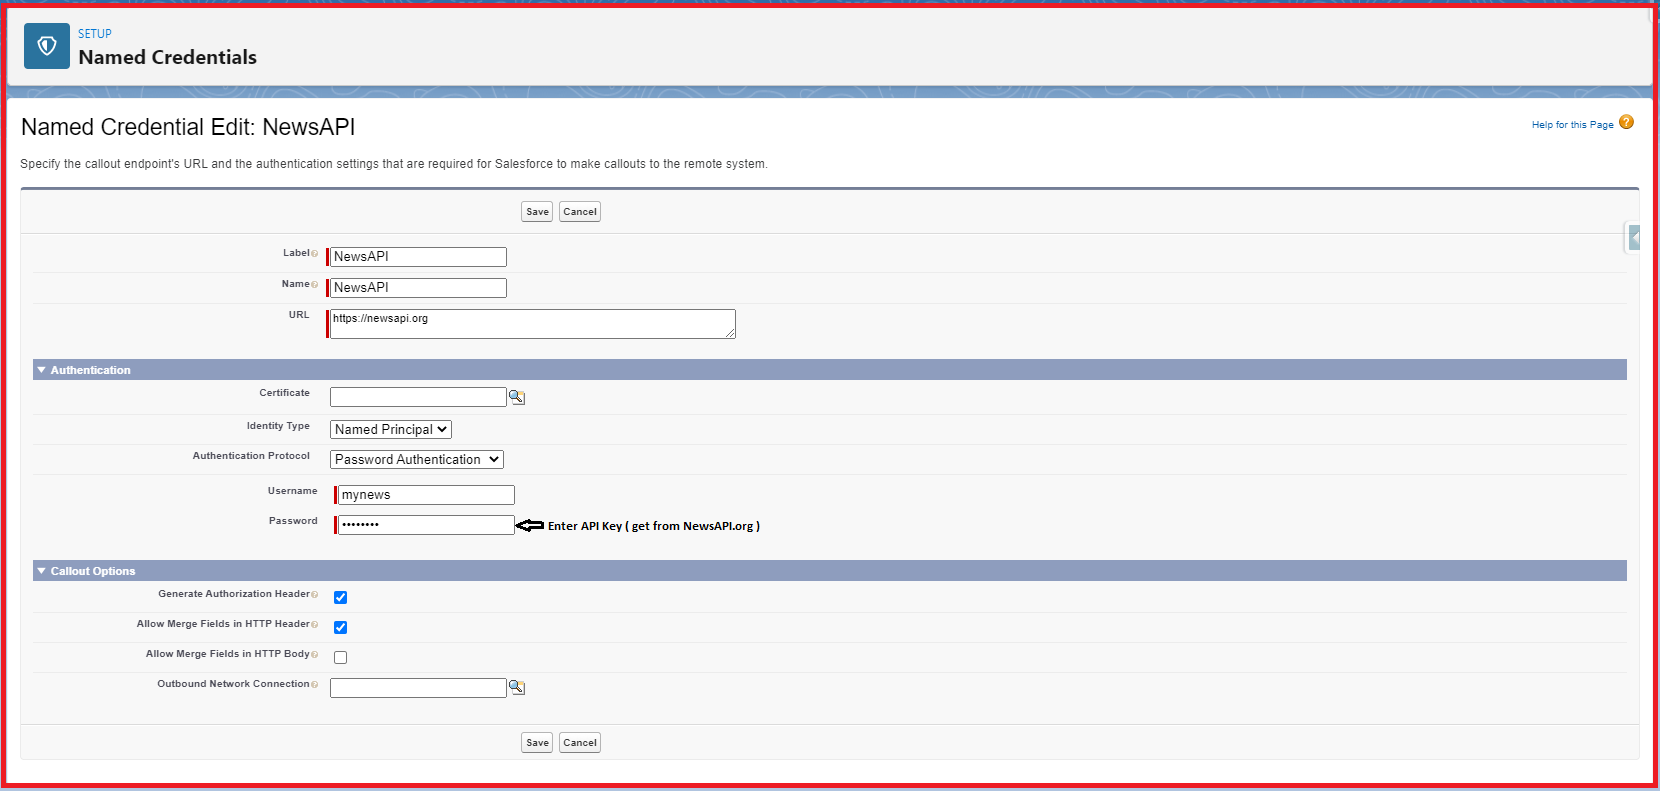 SETUP
Named Credentials
Named Credential Edit: NewsAPI
Help for this Page ?
Specify the callout endpoint's URL and the authentication settings that are required for Salesforce to make callouts to the remote system.
Save Cancel
Label NewsAPI
Name NewsAPI
URL https://newsapi.org
Authentication
Certificate
Identity Type Named Principal
Authentication Protocol Password Authentication
Username mynews
Password •••••••• Enter API Key ( get from NewsAPI.org )
Callout Options
Generate Authorization Header
Allow Merge Fields in HTTP Header
Allow Merge Fields in HTTP Body
Outbound Network Connection
Save Cancel